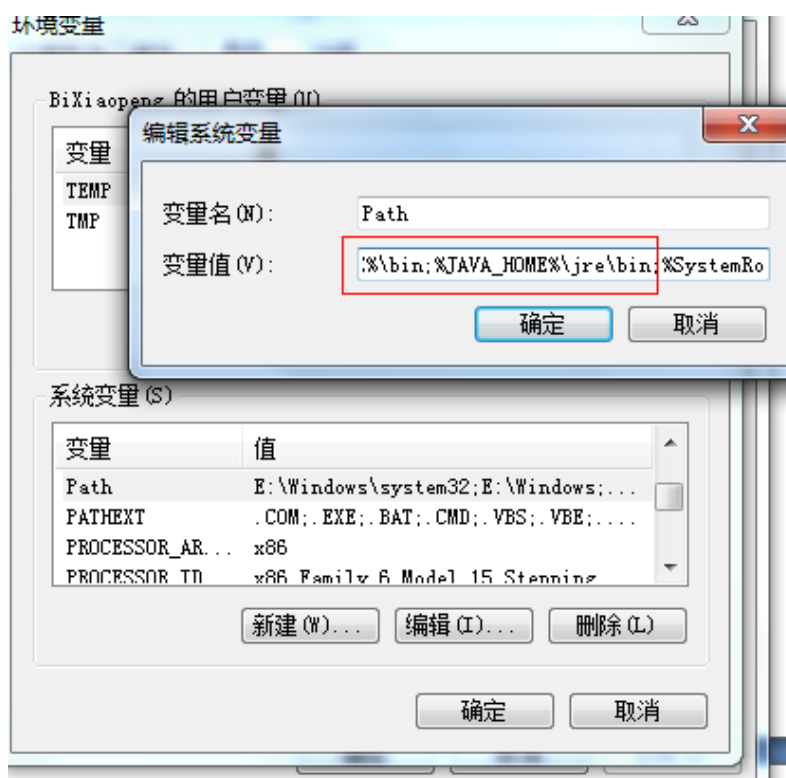 环境变量
BiXiaopeng 的用户变量(U)
编辑系统变量
变量
TEMP
TMP
变量名(N):
Path
变量值(V):
%\bin;%JAVA_HOME%\jre\bin;%SystemRo
确定
取消
系统变量(S)
变量 值
Path E:\Windows\system32;E:\Windows;...
PATHEXT .COM;.EXE;.BAT;.CMD;.VBS;.VBE;....
PROCESSOR_AR... x86
PROCESSOR_ID x86 Family 6 Model 15 Stepping
新建(W)... 编辑(I)... 删除(L)
确定 取消